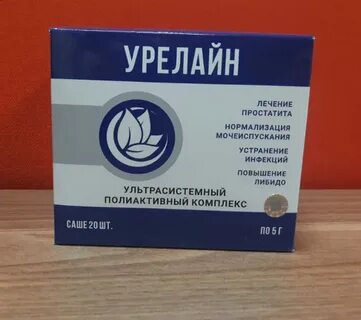 УРЕЛАЙН
ЛЕЧЕНИЕ
ПРОСТАТИТА
НОРМАЛИЗАЦИЯ
МОЧЕИСПУСКАНИЯ
УСТРАНЕНИЕ
ИНФЕКЦИЙ
ПОВЫШЕНИЕ
ЛИБИДО
УЛЬТРАСИСТЕМНЫЙ
ПОЛИАКТИВНЫЙ КОМПЛЕКС
САШЕ 20 ШТ.
ПО 5 Г